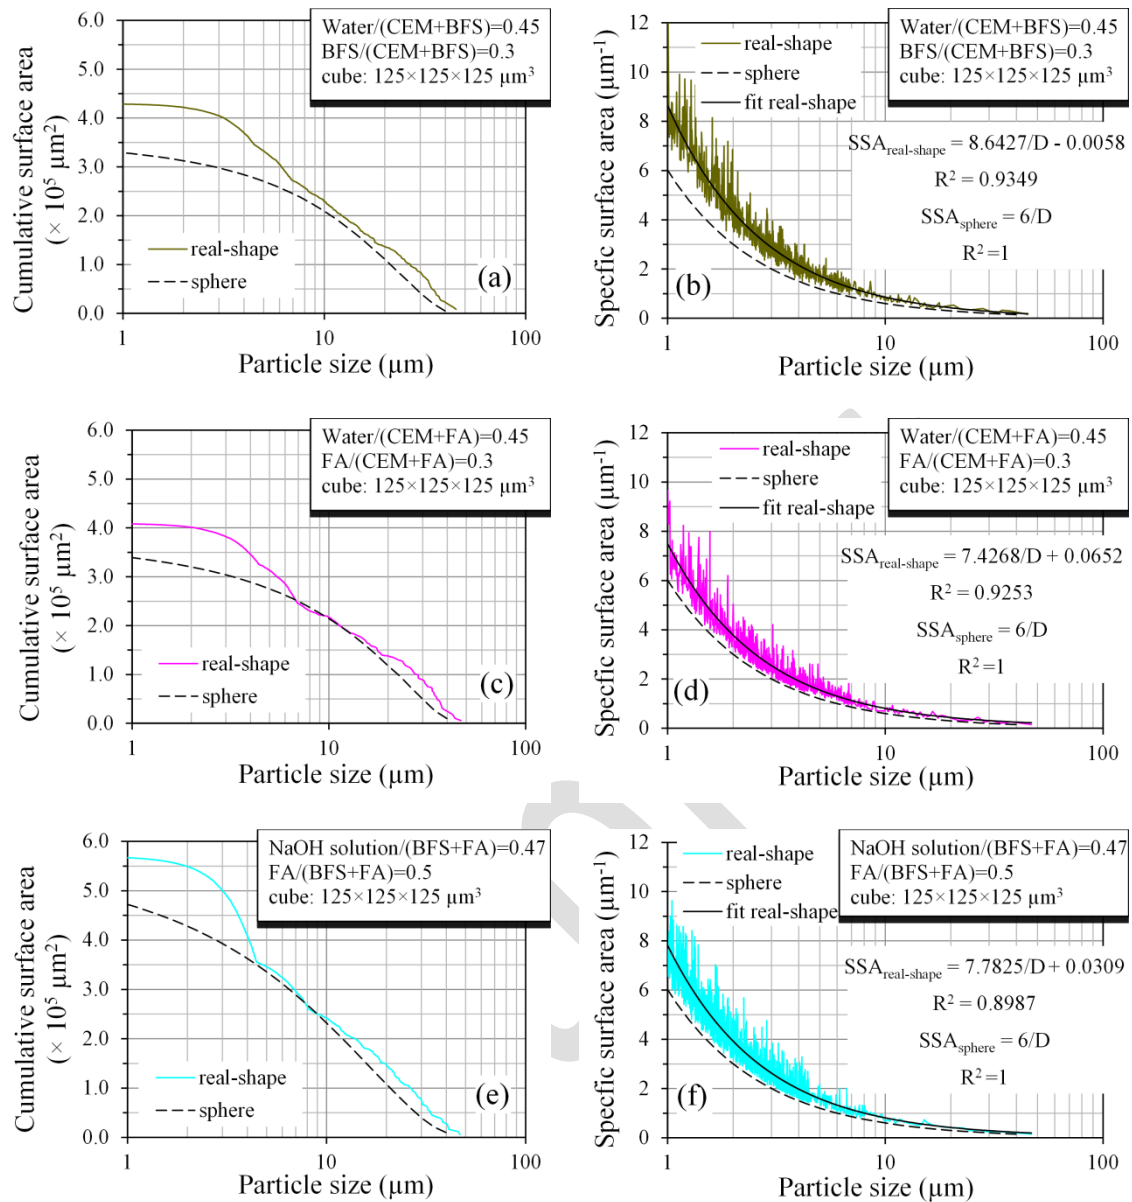 Cumulative surface area
(× 10⁵ μm²)
6.0
5.0
4.0
3.0
2.0
1.0
0.0
Water/(CEM+BFS)=0.45
BFS/(CEM+BFS)=0.3
cube: 125×125×125 μm³
real-shape
sphere
(a)
1
10
100
Particle size (μm)
Specfic surface area (μm⁻¹)
12
10
8
6
4
2
0
real-shape
sphere
fit real-shape
Water/(CEM+BFS)=0.45
BFS/(CEM+BFS)=0.3
cube: 125×125×125 μm³
SSAreal-shape = 8.6427/D - 0.0058
R² = 0.9349
SSAsphere = 6/D
R² =1
(b)
1
10
100
Particle size (μm)
Cumulative surface area
(× 10⁵ μm²)
6.0
5.0
4.0
3.0
2.0
1.0
0.0
Water/(CEM+FA)=0.45
FA/(CEM+FA)=0.3
cube: 125×125×125 μm³
real-shape
sphere
(c)
1
10
100
Particle size (μm)
Specfic surface area (μm⁻¹)
12
10
8
6
4
2
0
real-shape
sphere
fit real-shape
Water/(CEM+FA)=0.45
FA/(CEM+FA)=0.3
cube: 125×125×125 μm³
SSAreal-shape = 7.4268/D + 0.0652
R² = 0.9253
SSAsphere = 6/D
R² =1
(d)
1
10
100
Particle size (μm)
Cumulative surface area
(× 10⁵ μm²)
6.0
5.0
4.0
3.0
2.0
1.0
0.0
NaOH solution/(BFS+FA)=0.47
FA/(BFS+FA)=0.5
cube: 125×125×125 μm³
real-shape
sphere
(e)
1
10
100
Particle size (μm)
Specfic surface area (μm⁻¹)
12
10
8
6
4
2
0
real-shape
sphere
fit real-shape
NaOH solution/(BFS+FA)=0.47
FA/(BFS+FA)=0.5
cube: 125×125×125 μm³
SSAreal-shape = 7.7825/D + 0.0309
R² = 0.8987
SSAsphere = 6/D
R² =1
(f)
1
10
100
Particle size (μm)